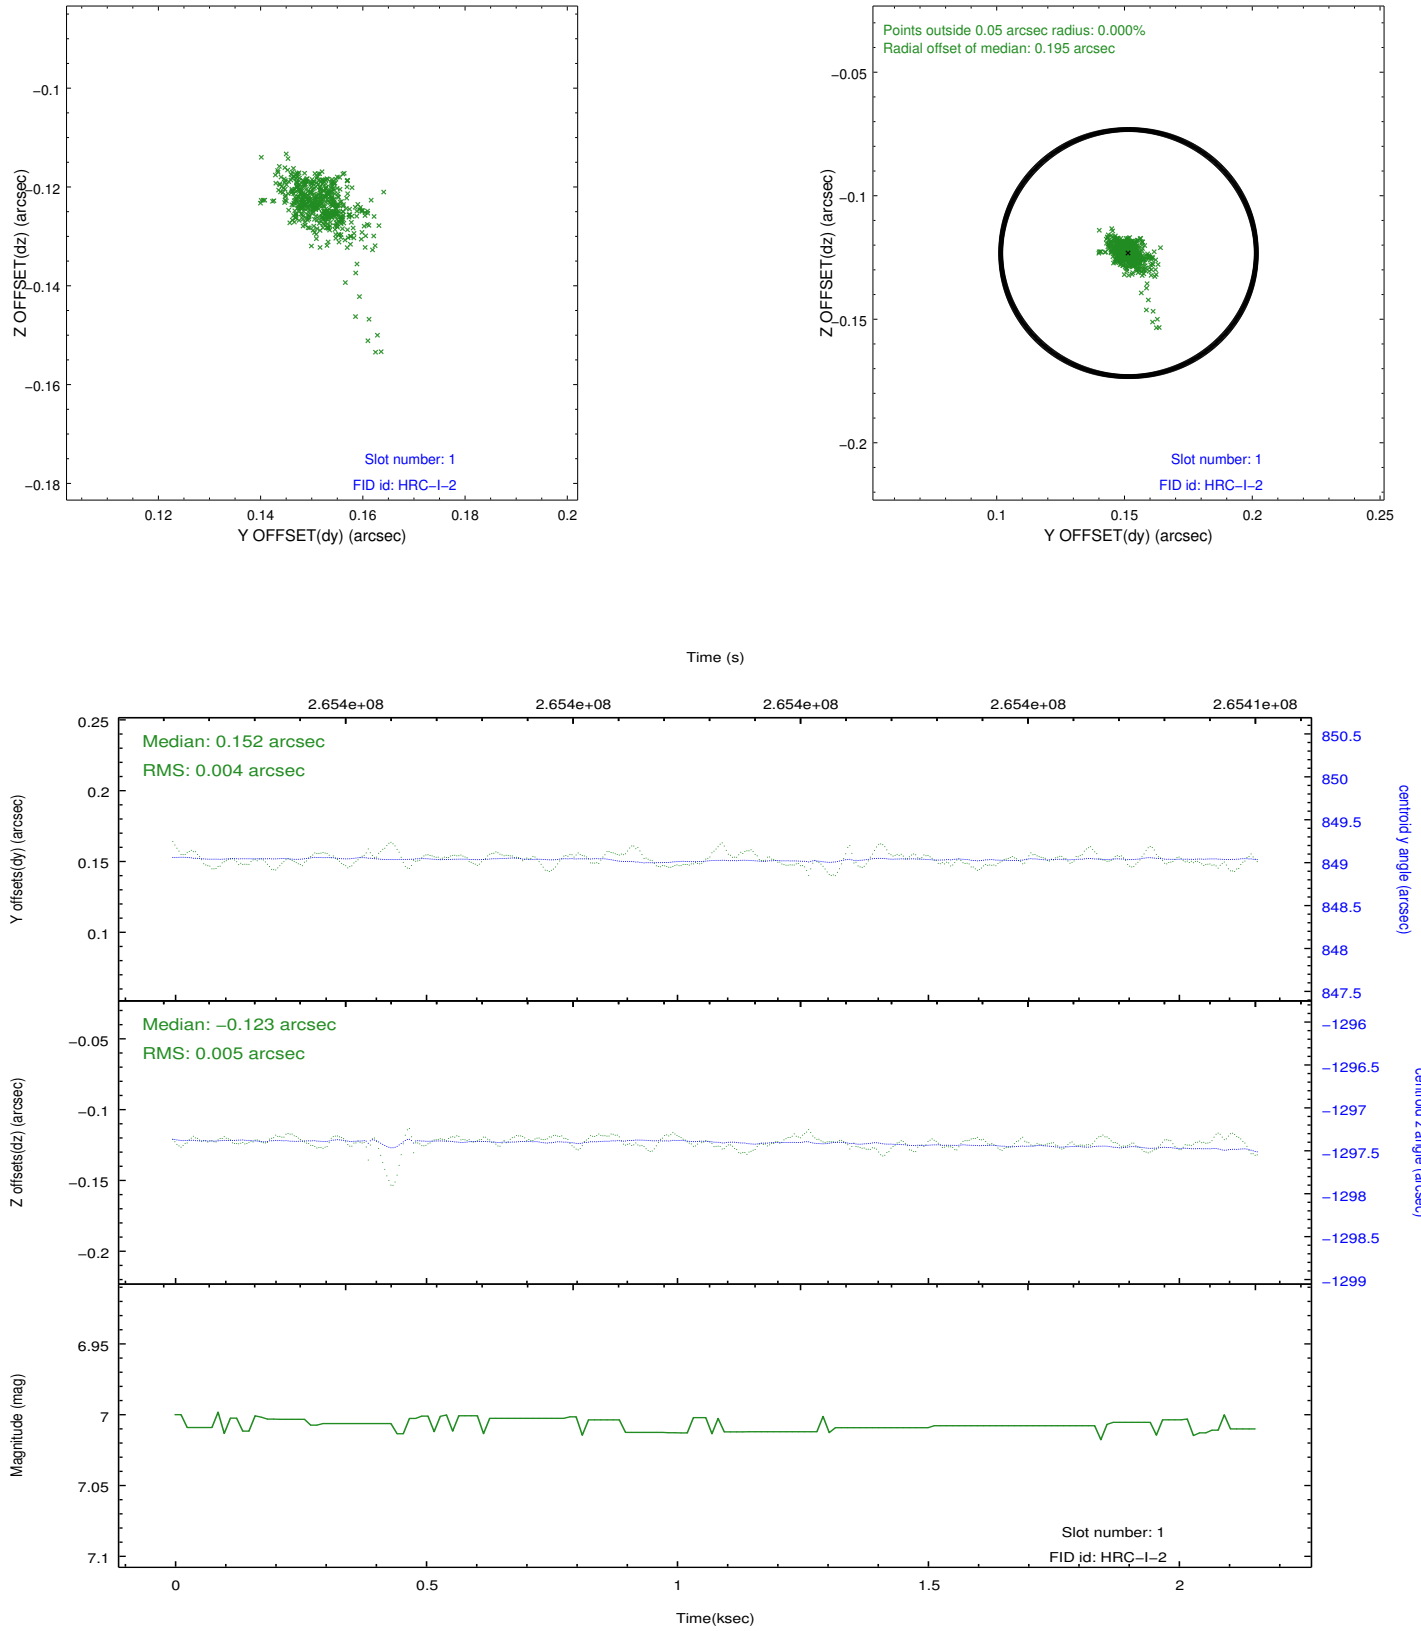 Points outside 0.05 arcsec radius: 0.000%
Radial offset of median: 0.195 arcsec
−0.1
−0.12
−0.14
−0.16
−0.18
Z OFFSET(dz) (arcsec)
Slot number: 1
FID id: HRC−I−2
0.12 0.14 0.16 0.18 0.2
Y OFFSET(dy) (arcsec)
−0.05
−0.1
−0.15
−0.2
Z OFFSET(dz) (arcsec)
Slot number: 1
FID id: HRC−I−2
0.1 0.15 0.2 0.25
Y OFFSET(dy) (arcsec)
Time (s)
2.654e+08 2.654e+08 2.654e+08 2.654e+08 2.6541e+08
Median: 0.152 arcsec
RMS: 0.004 arcsec
0.25
0.2
0.15
0.1
Y offsets(dy) (arcsec)
850.5
850
849.5
849
848.5
848
847.5
centroid y angle (arcsec)
Median: −0.123 arcsec
RMS: 0.005 arcsec
−0.05
−0.1
−0.15
−0.2
Z offsets(dz) (arcsec)
−1296
−1296.5
−1297
−1297.5
−1298
−1298.5
−1299
centroid z angle (arcsec)
6.95
7
7.05
7.1
Magnitude (mag)
Slot number: 1
FID id: HRC−I−2
0 0.5 1 1.5 2
Time(ksec)